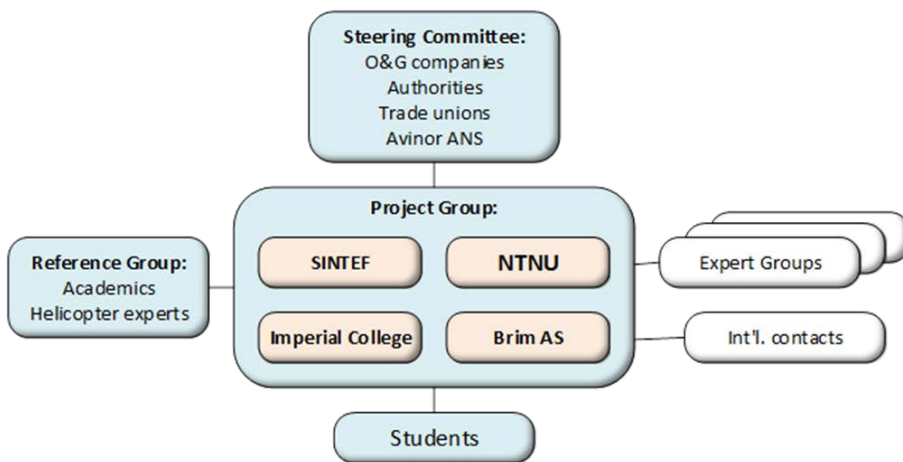 Steering Committee:
O&G companies
Authorities
Trade unions
Avinor ANS
Project Group:
SINTEF
NTNU
Imperial College
Brim AS
Reference Group:
Academics
Helicopter experts
Expert Groups
Int'l. contacts
Students